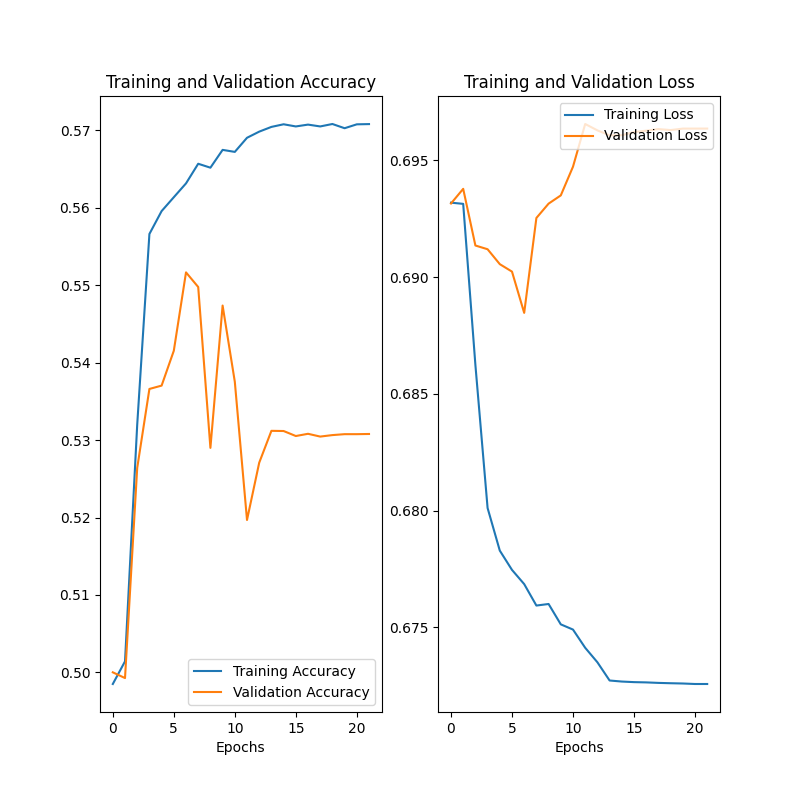 Training and Validation Accuracy
0.57
0.56
0.55
0.54
0.53
0.52
0.51
0.50
Training Accuracy
Validation Accuracy
0 5 10 15 20
Epochs
Training and Validation Loss
Training Loss
Validation Loss
0.695
0.690
0.685
0.680
0.675
0 5 10 15 20
Epochs